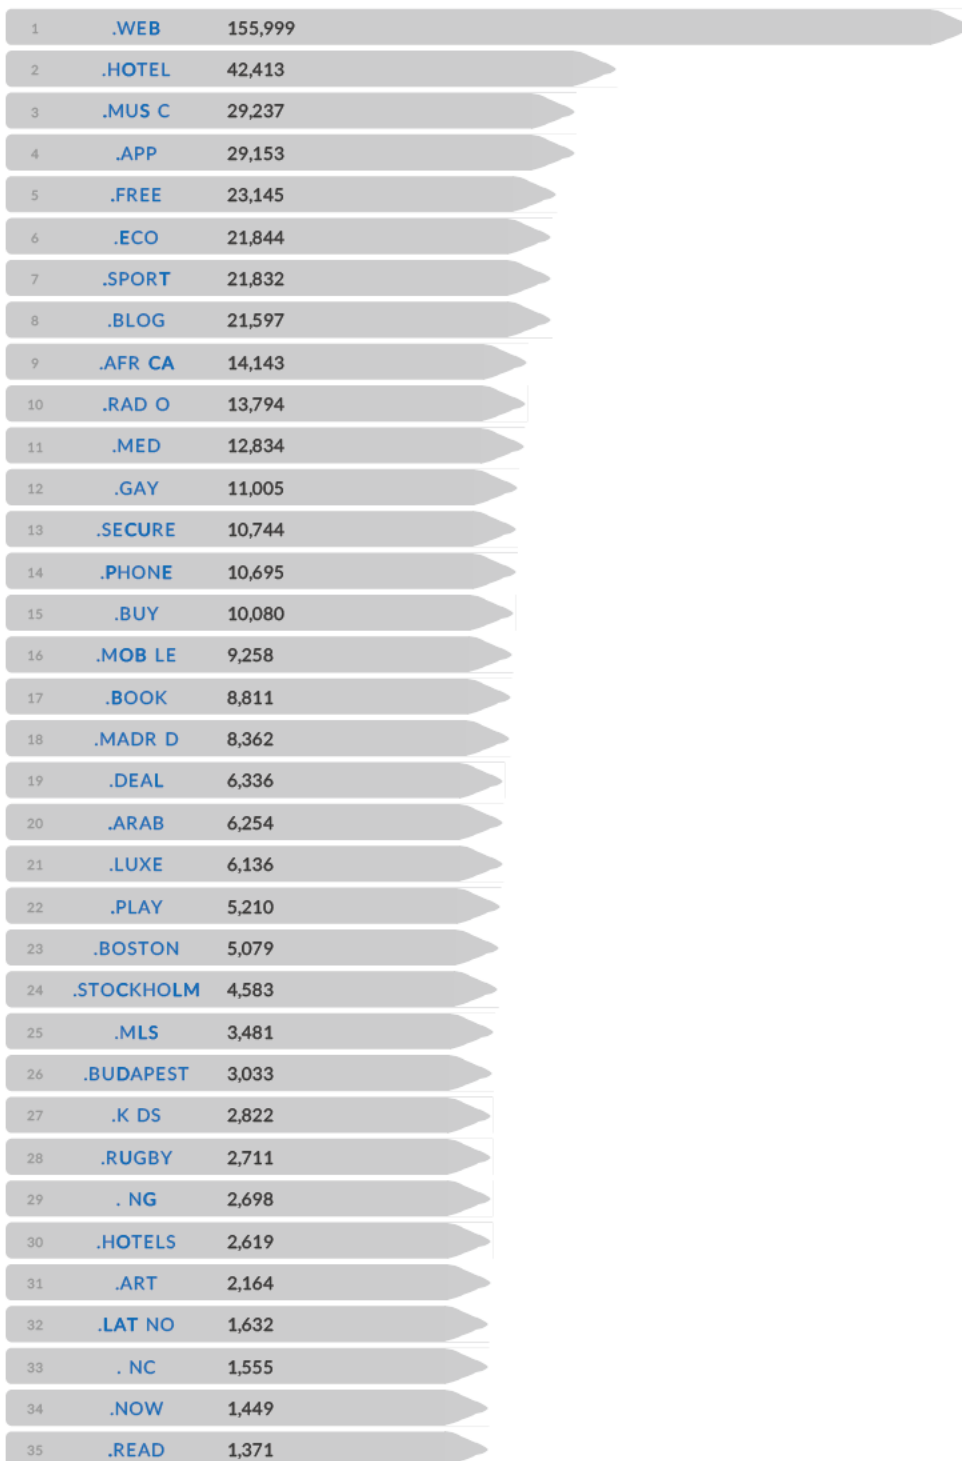 1 .WEB 155,999
2 .HOTEL 42,413
3 .MUS C 29,237
4 .APP 29,153
5 .FREE 23,145
6 .ECO 21,844
7 .SPORT 21,832
8 .BLOG 21,597
9 .AFR CA 14,143
10 .RAD O 13,794
11 .MED 12,834
12 .GAY 11,005
13 .SECURE 10,744
14 .PHONE 10,695
15 .BUY 10,080
16 .MOB LE 9,258
17 .BOOK 8,811
18 .MADR D 8,362
19 .DEAL 6,336
20 .ARAB 6,254
21 .LUXE 6,136
22 .PLAY 5,210
23 .BOSTON 5,079
24 .STOCKHOLM 4,583
25 .MLS 3,481
26 .BUDAPEST 3,033
27 .K DS 2,822
28 .RUGBY 2,711
29 . NG 2,698
30 .HOTELS 2,619
31 .ART 2,164
32 .LAT NO 1,632
33 . NC 1,555
34 .NOW 1,449
35 .READ 1,371